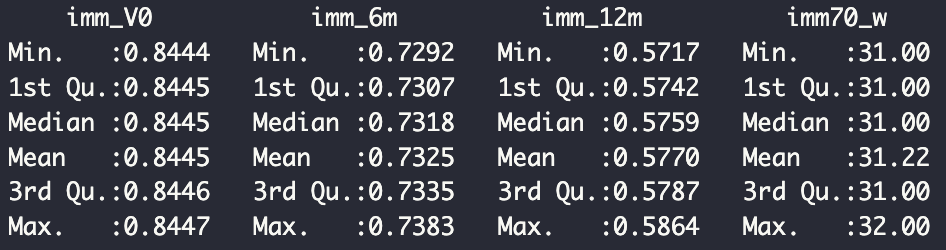 imm_V0 imm_6m imm_12m imm70_w
Min. :0.8444 Min. :0.7292 Min. :0.5717 Min. :31.00
1st Qu.:0.8445 1st Qu.:0.7307 1st Qu.:0.5742 1st Qu.:31.00
Median :0.8445 Median :0.7318 Median :0.5759 Median :31.00
Mean :0.8445 Mean :0.7325 Mean :0.5770 Mean :31.22
3rd Qu.:0.8446 3rd Qu.:0.7335 3rd Qu.:0.5787 3rd Qu.:31.00
Max. :0.8447 Max. :0.7383 Max. :0.5864 Max. :32.00